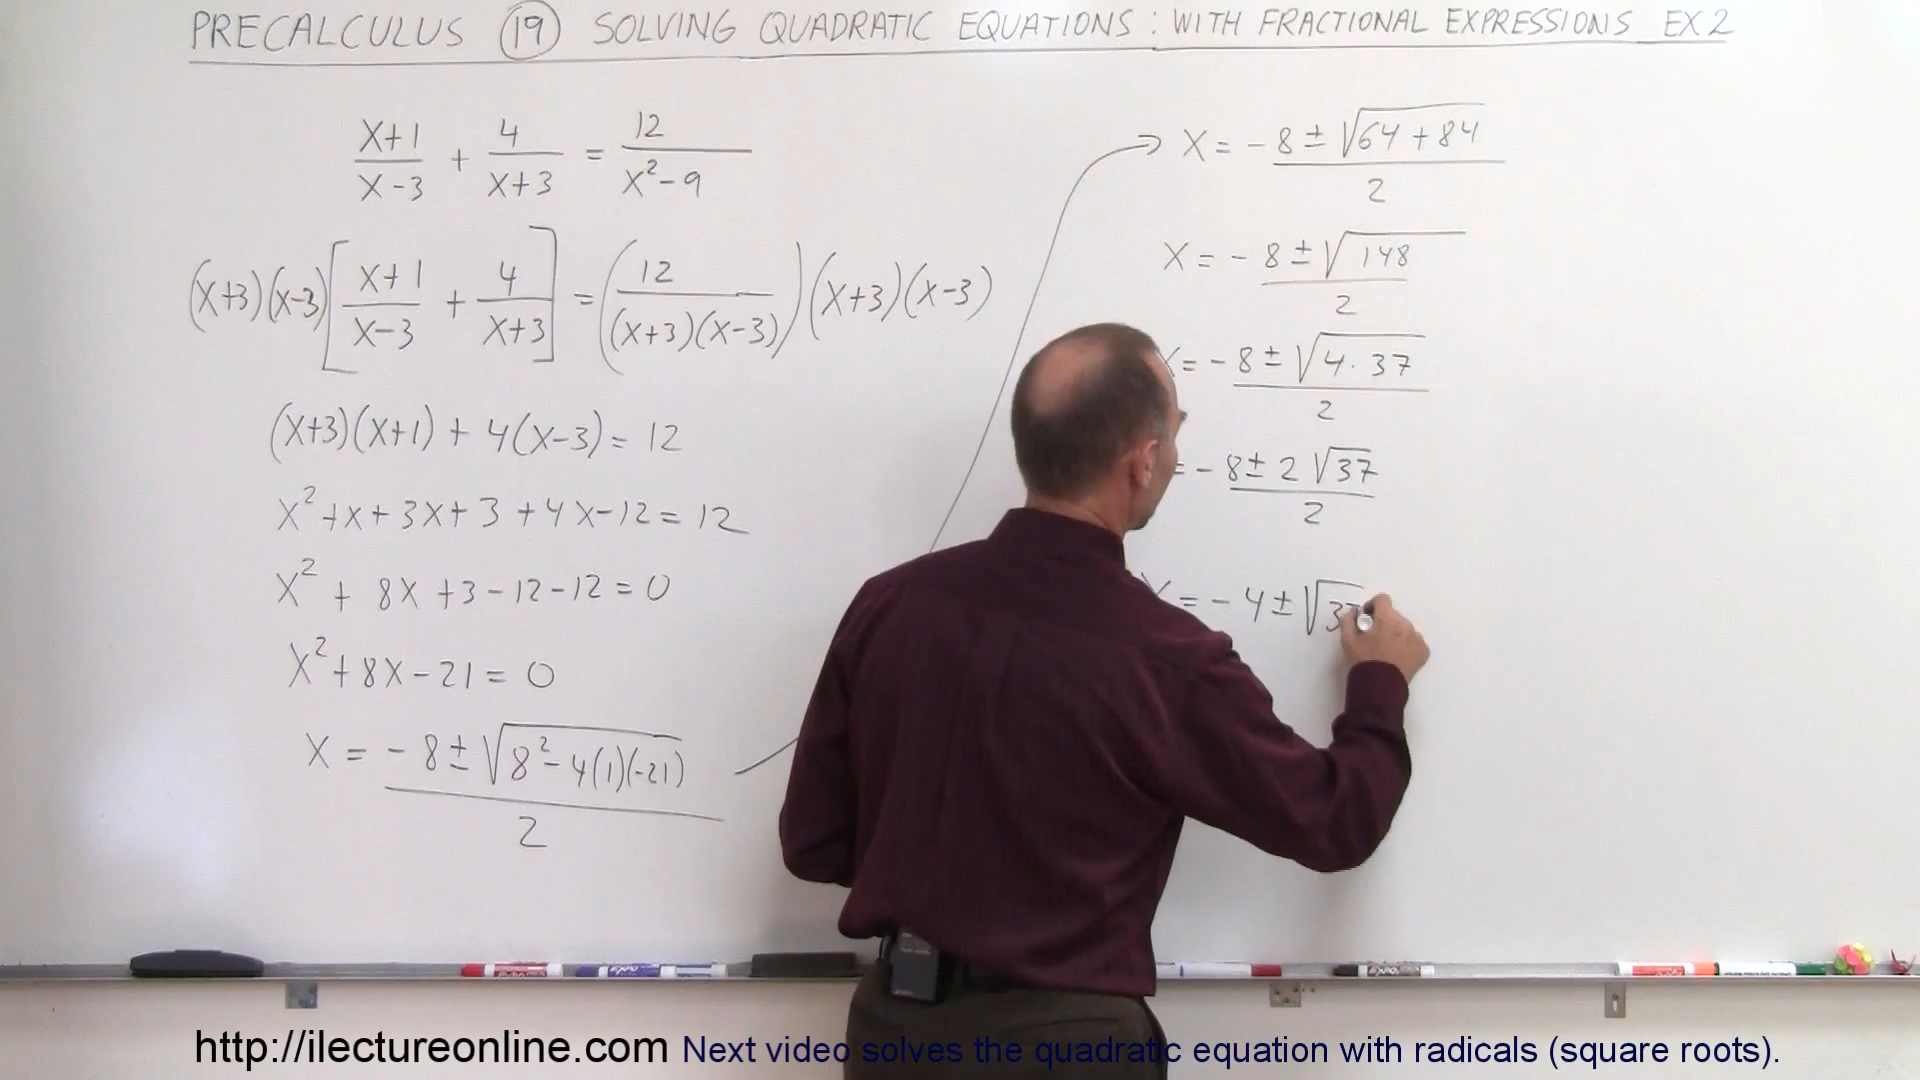 PRECALCULUS 19 SOLVING QUADRATIC EQUATIONS : WITH FRACTIONAL EXPRESSIONS EX 2
(x+1)/(x-3) + 4/(x+3) = 12/(x²-9)
(x+3)(x-3)[(x+1)/(x-3) + 4/(x+3)] = (12/((x+3)(x-3)))(x+3)(x-3)
(x+3)(x+1) + 4(x-3) = 12
x² + x + 3x + 3 + 4x - 12 = 12
x² + 8x + 3 - 12 - 12 = 0
x² + 8x - 21 = 0
x = (-8 ± √(8² - 4(1)(-21)))/2
x = (-8 ± √(64 + 84))/2
x = (-8 ± √148)/2
x = (-8 ± √(4·37))/2
= (-8 ± 2√37)/2
x = -4 ± √37
EXPO
http://ilectureonline.com Next video solves the quadratic equation with radicals (square roots).